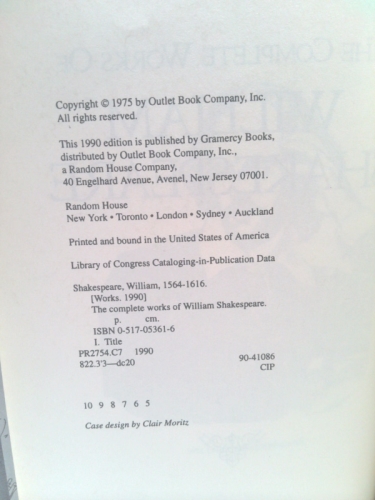 Copyright © 1975 by Outlet Book Company, Inc.
All rights reserved.
This 1990 edition is published by Gramercy Books,
distributed by Outlet Book Company, Inc.,
a Random House Company,
40 Engelhard Avenue, Avenel, New Jersey 07001.
Random House
New York • Toronto • London • Sydney • Auckland
Printed and bound in the United States of America
Library of Congress Cataloging-in-Publication Data
Shakespeare, William, 1564-1616.
[Works. 1990]
The complete works of William Shakespeare.
p. cm.
ISBN 0-517-05361-6
I. Title
PR2754.C7 1990
822.3'3—dc20 90-41086
CIP
10 9 8 7 6 5
Case design by Clair Moritz